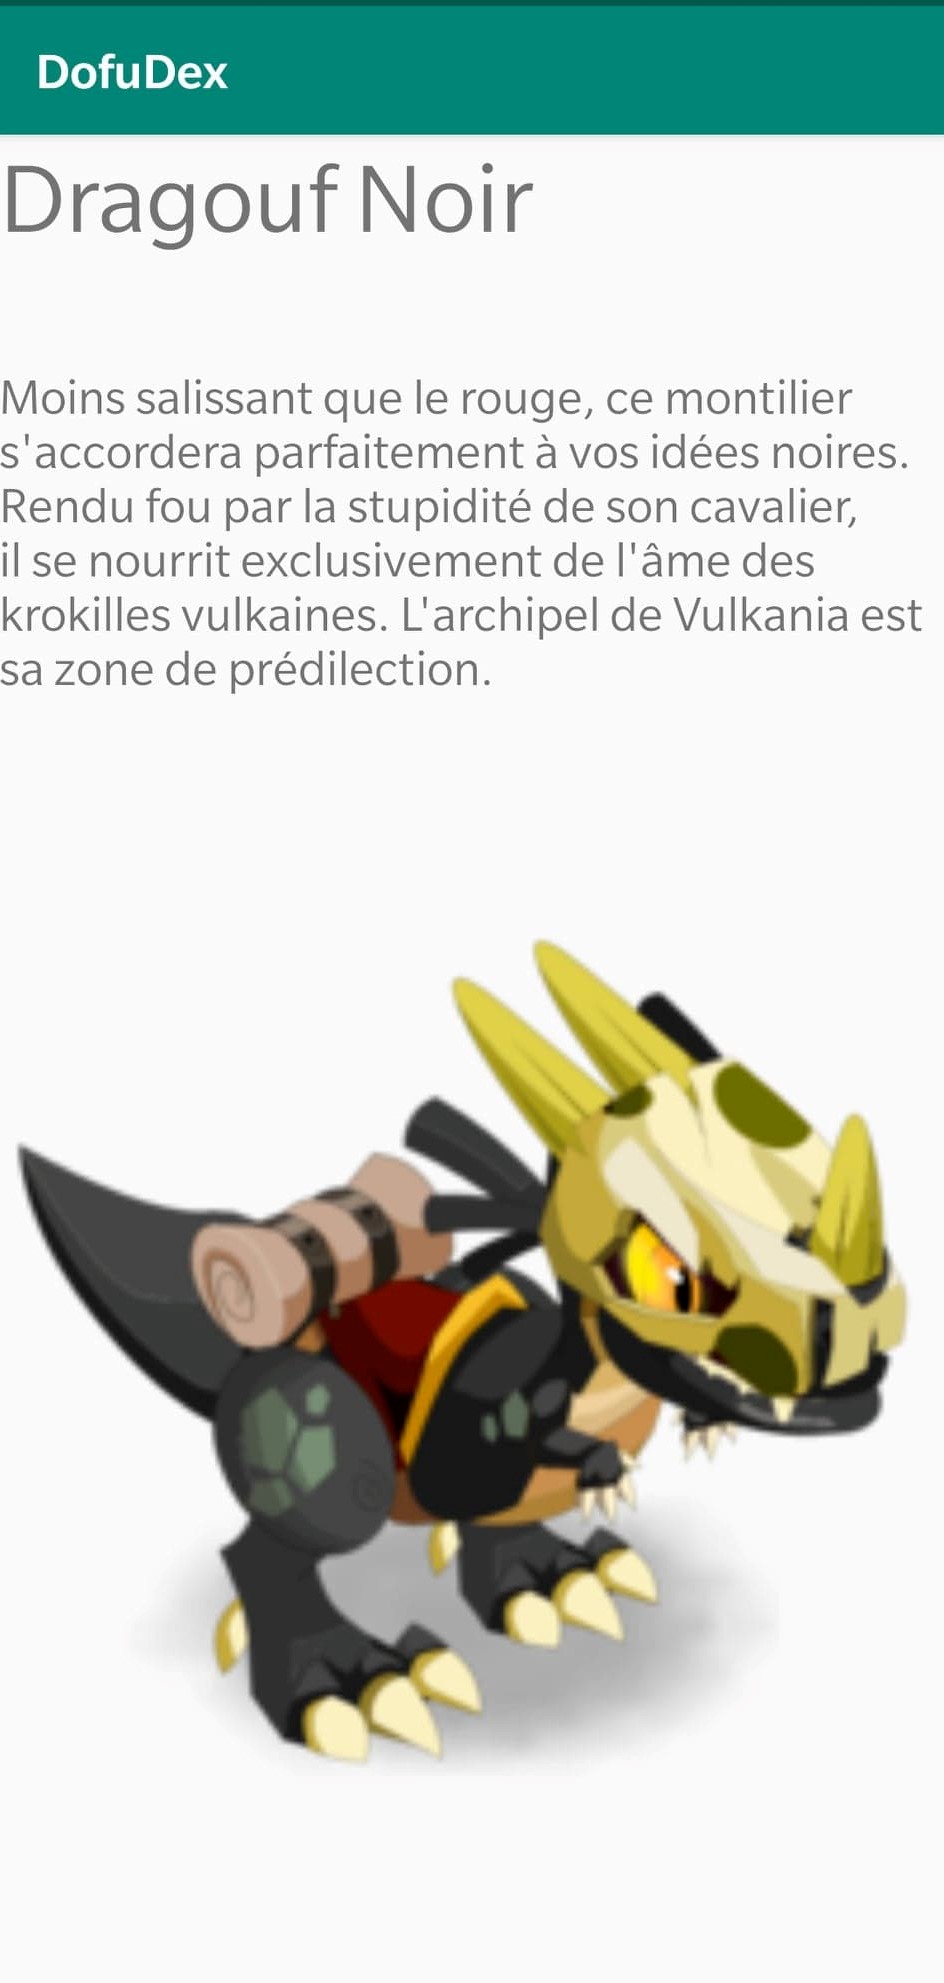 DofuDex
Dragouf Noir
Moins salissant que le rouge, ce montilier
s'accordera parfaitement à vos idées noires.
Rendu fou par la stupidité de son cavalier,
il se nourrit exclusivement de l'âme des
krokilles vulkaines. L'archipel de Vulkania est
sa zone de prédilection.